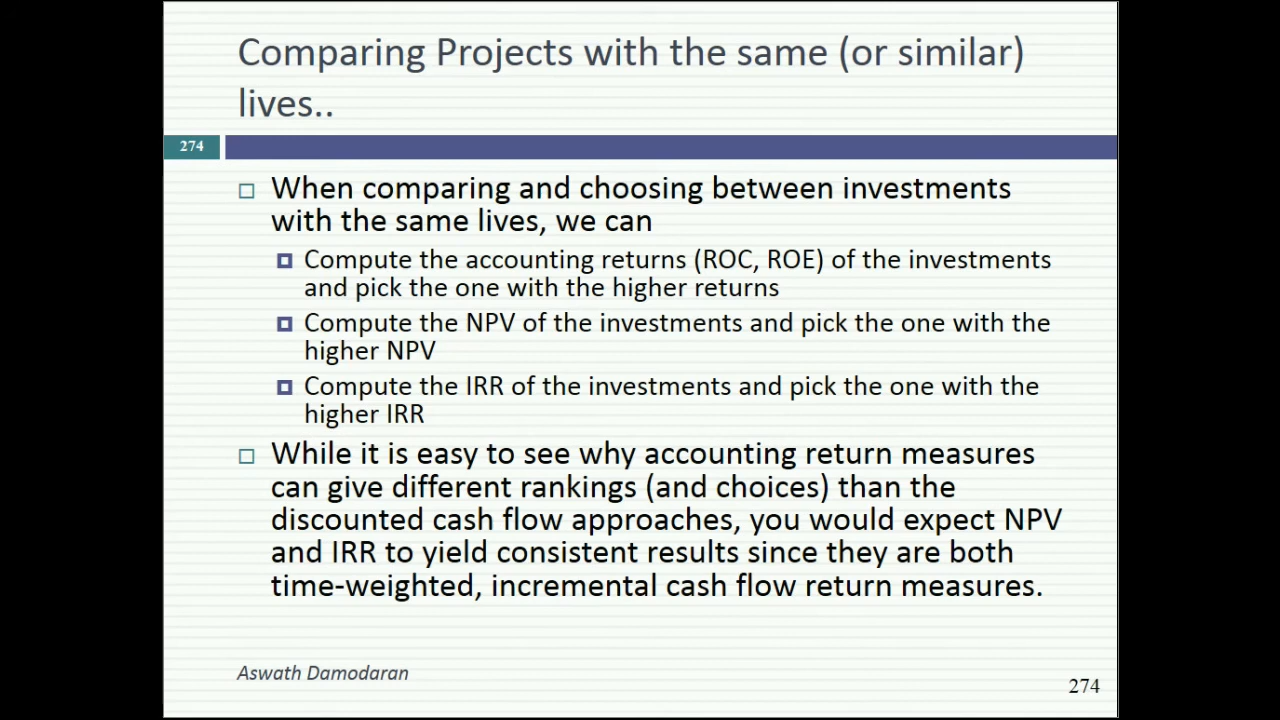 Comparing Projects with the same (or similar)
lives..
274
When comparing and choosing between investments
with the same lives, we can
Compute the accounting returns (ROC, ROE) of the investments
and pick the one with the higher returns
Compute the NPV of the investments and pick the one with the
higher NPV
Compute the IRR of the investments and pick the one with the
higher IRR
While it is easy to see why accounting return measures
can give different rankings (and choices) than the
discounted cash flow approaches, you would expect NPV
and IRR to yield consistent results since they are both
time-weighted, incremental cash flow return measures.
Aswath Damodaran
274